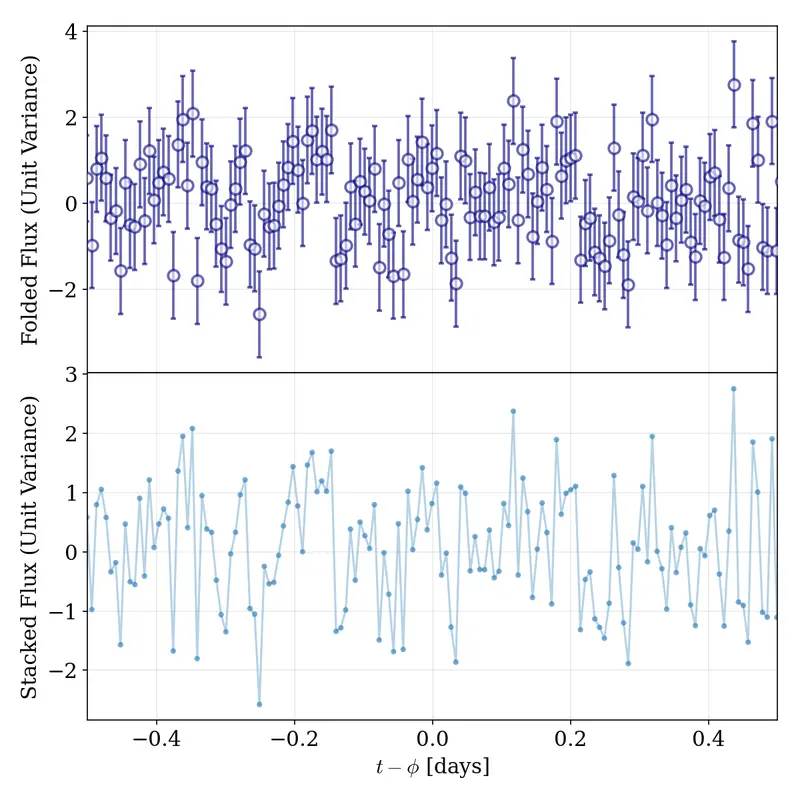 4
2
0
−2
Folded Flux (Unit Variance)
3
2
1
0
−1
−2
Stacked Flux (Unit Variance)
−0.4 −0.2 0.0 0.2 0.4
t − ϕ [days]